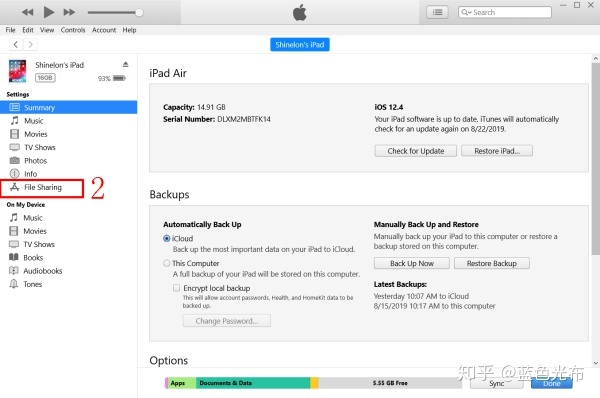 Search
File Edit View Controls Account Help
Shinelon's iPad
Shinelon's iPad
16GB 93%
Settings
Summary
Music
Movies
TV Shows
Photos
Info
File Sharing 2
On My Device
Music
Movies
TV Shows
Books
Audiobooks
Tones
iPad Air
Capacity: 14.91 GB
Serial Number: DLXM2MBTFK14
iOS 12.4
Your iPad software is up to date. iTunes will automatically
check for an update again on 8/22/2019.
Check for Update Restore iPad...
Backups
Automatically Back Up
iCloud
Back up the most important data on your iPad to iCloud.
This Computer
A full backup of your iPad will be stored on this computer.
Encrypt local backup
This will allow account passwords, Health, and HomeKit data to be
backed up.
Change Password...
Manually Back Up and Restore
Manually back up your iPad to this computer or restore a
backup stored on this computer.
Back Up Now Restore Backup
Latest Backups:
Yesterday 10:07 AM to iCloud
8/15/2019 10:17 AM to this computer
Options
Apps Documents & Data 5.55 GB Free Sync Done
知乎 @蓝色光布